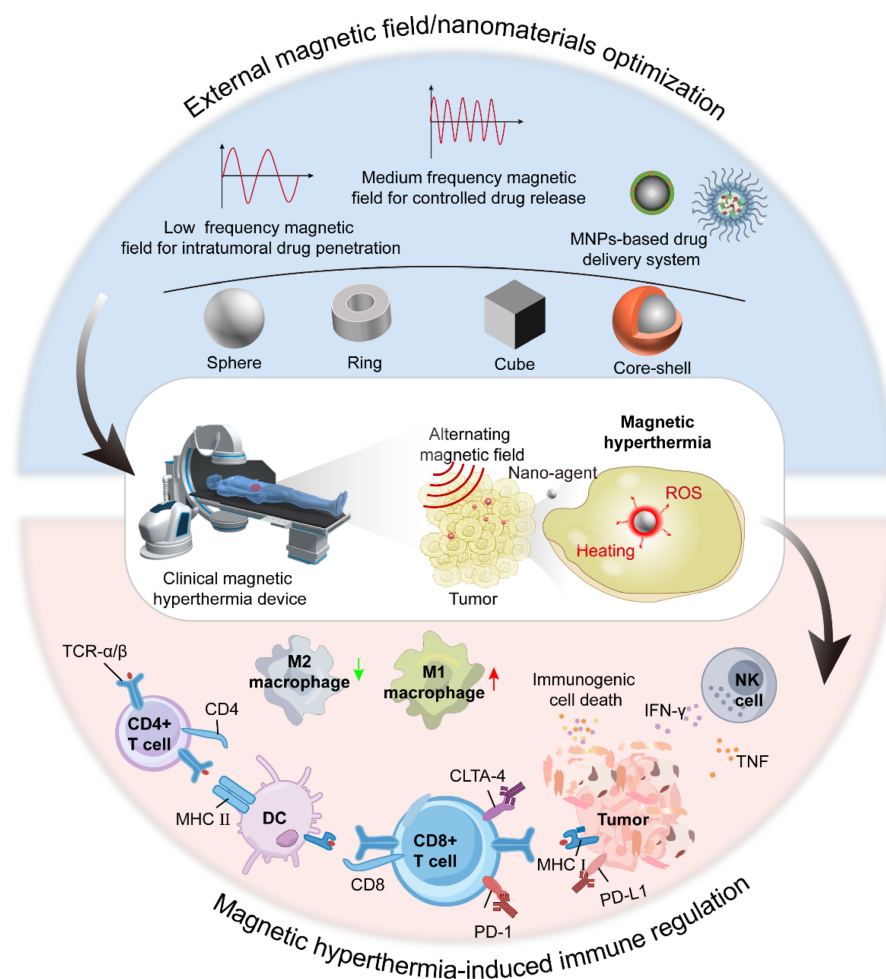 External magnetic field/nanomaterials optimization
Medium frequency magnetic
field for controlled drug release
Low frequency magnetic
field for intratumoral drug penetration
MNPs-based drug
delivery system
Sphere
Ring
Cube
Core-shell
Alternating
magnetic field
Nano-agent
Magnetic
hyperthermia
ROS
Heating
Clinical magnetic
hyperthermia device
Tumor
TCR-α/β
M2
macrophage
M1
macrophage
Immunogenic
cell death
NK
cell
IFN-γ
TNF
CD4+
T cell
CD4
MHC II
DC
CLTA-4
CD8+
T cell
CD8
PD-1
Tumor
MHC I
PD-L1
Magnetic hyperthermia-induced immune regulation